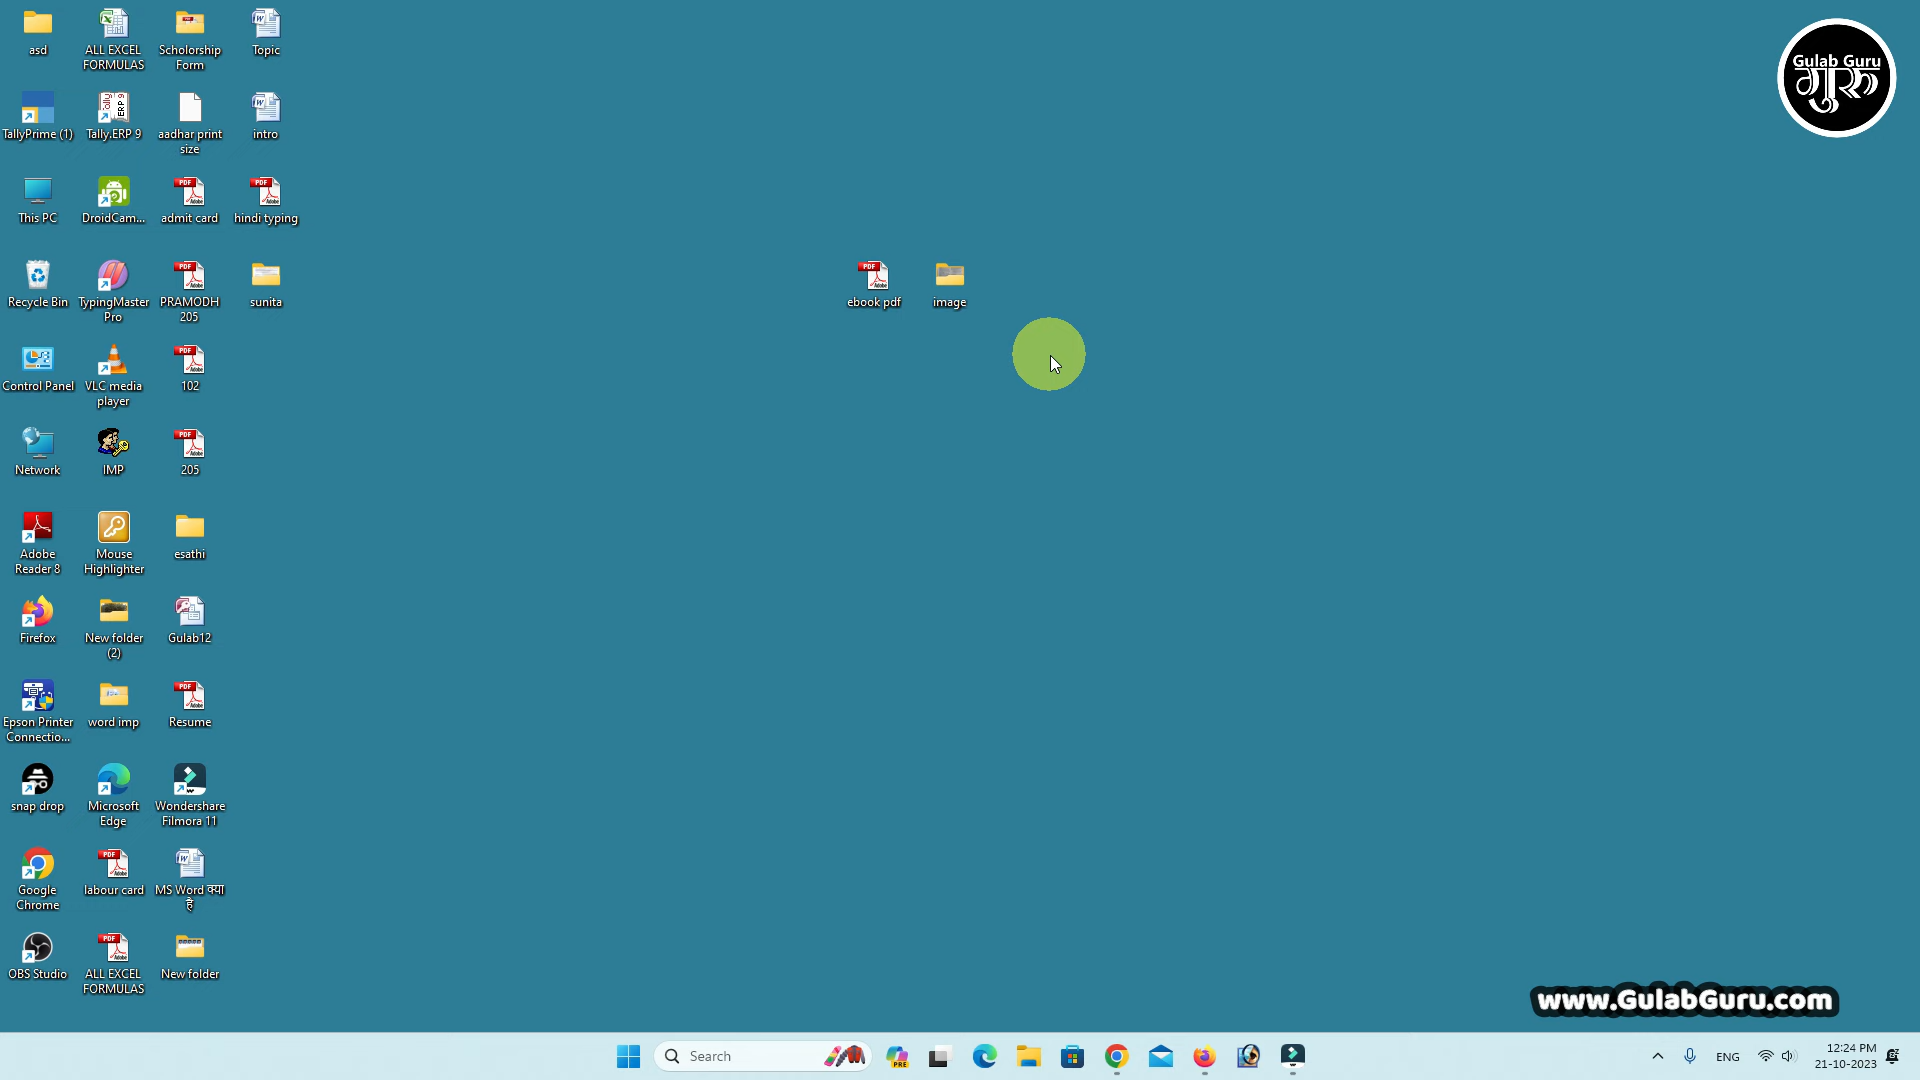 asd
ALL EXCEL
FORMULAS
Scholorship
Form
Topic
TallyPrime (1)
Tally.ERP 9
aadhar print
size
intro
This PC
DroidCam...
admit card
hindi typing
Recycle Bin
TypingMaster
Pro
PRAMODH
205
sunita
ebook pdf
image
Control Panel
VLC media
player
102
Network
IMP
205
Adobe
Reader 8
Mouse
Highlighter
esathi
Firefox
New folder
(2)
Gulab12
Epson Printer
Connectio...
word imp
Resume
snap drop
Microsoft
Edge
Wondershare
Filmora 11
Google
Chrome
labour card
MS Word क्या
है
OBS Studio
ALL EXCEL
FORMULAS
New folder
Gulab Guru
गुरू
www.GulabGuru.com
Search
PRE
ENG
12:24 PM
21-10-2023